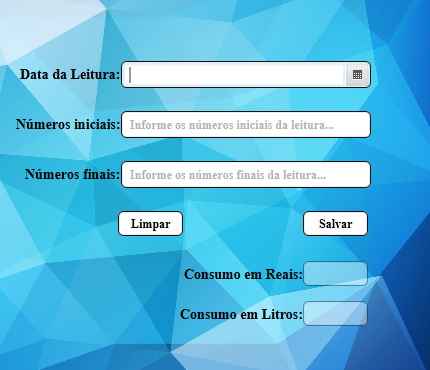 Data da Leitura:
Números iniciais: Informe os números iniciais da leitura...
Números finais: Informe os números finais da leitura...
Limpar Salvar
Consumo em Reais:
Consumo em Litros: